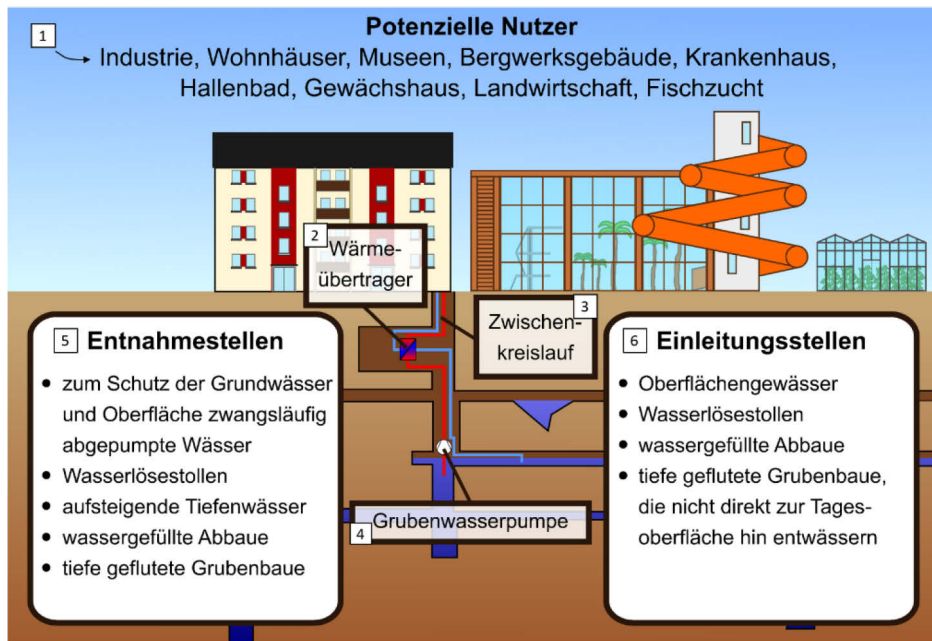 1
Potenzielle Nutzer
Industrie, Wohnhäuser, Museen, Bergwerksgebäude, Krankenhaus,
Hallenbad, Gewächshaus, Landwirtschaft, Fischzucht
2
Wärme-
übertrager
3
Zwischen-
kreislauf
4
Grubenwasserpumpe
5 Entnahmestellen
• zum Schutz der Grundwässer
und Oberfläche zwangsläufig
abgepumpte Wässer
• Wasserlösestollen
• aufsteigende Tiefenwässer
• wassergefüllte Abbaue
• tiefe geflutete Grubenbaue
6 Einleitungsstellen
• Oberflächengewässer
• Wasserlösestollen
• wassergefüllte Abbaue
• tiefe geflutete Grubenbaue,
die nicht direkt zur Tages-
oberfläche hin entwässern